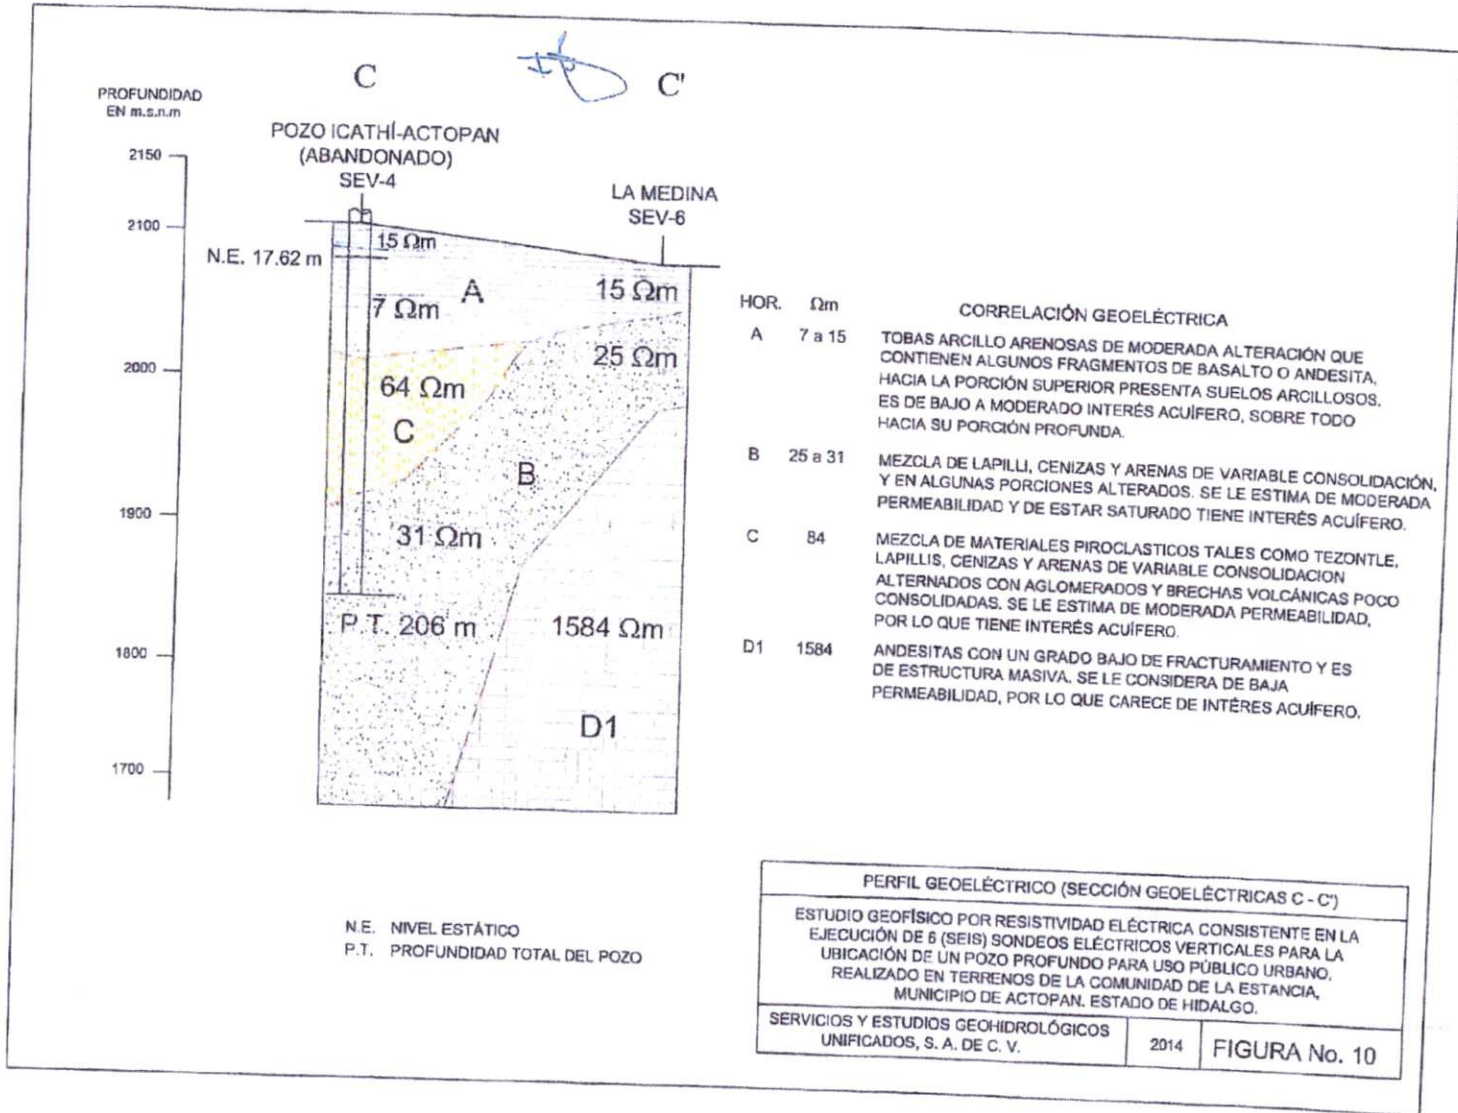 C
C'
PROFUNDIDAD
EN m.s.n.m
POZO ICATHÍ-ACTOPAN
(ABANDONADO)
SEV-4
LA MEDINA
SEV-6
2150
2100
2000
1900
1800
1700
N.E. 17.62 m
15 Ωm
7 Ωm
A
15 Ωm
25 Ωm
64 Ωm
C
B
31 Ωm
P.T. 206 m
1584 Ωm
D1
HOR. Ωm CORRELACIÓN GEOELÉCTRICA
A 7 a 15 TOBAS ARCILLO ARENOSAS DE MODERADA ALTERACIÓN QUE
CONTIENEN ALGUNOS FRAGMENTOS DE BASALTO O ANDESITA,
HACIA LA PORCIÓN SUPERIOR PRESENTA SUELOS ARCILLOSOS.
ES DE BAJO A MODERADO INTERÉS ACUÍFERO, SOBRE TODO
HACIA SU PORCIÓN PROFUNDA.
B 25 a 31 MEZCLA DE LAPILLI, CENIZAS Y ARENAS DE VARIABLE CONSOLIDACIÓN,
Y EN ALGUNAS PORCIONES ALTERADOS. SE LE ESTIMA DE MODERADA
PERMEABILIDAD Y DE ESTAR SATURADO TIENE INTERÉS ACUÍFERO.
C 84 MEZCLA DE MATERIALES PIROCLASTICOS TALES COMO TEZONTLE,
LAPILLIS, CENIZAS Y ARENAS DE VARIABLE CONSOLIDACION
ALTERNADOS CON AGLOMERADOS Y BRECHAS VOLCÁNICAS POCO
CONSOLIDADAS. SE LE ESTIMA DE MODERADA PERMEABILIDAD,
POR LO QUE TIENE INTERÉS ACUÍFERO.
D1 1584 ANDESITAS CON UN GRADO BAJO DE FRACTURAMIENTO Y ES
DE ESTRUCTURA MASIVA. SE LE CONSIDERA DE BAJA
PERMEABILIDAD, POR LO QUE CARECE DE INTÉRES ACUÍFERO.
N.E. NIVEL ESTÁTICO
P.T. PROFUNDIDAD TOTAL DEL POZO
PERFIL GEOELÉCTRICO (SECCIÓN GEOELÉCTRICAS C - C')
ESTUDIO GEOFÍSICO POR RESISTIVIDAD ELÉCTRICA CONSISTENTE EN LA
EJECUCIÓN DE 6 (SEIS) SONDEOS ELÉCTRICOS VERTICALES PARA LA
UBICACIÓN DE UN POZO PROFUNDO PARA USO PÚBLICO URBANO,
REALIZADO EN TERRENOS DE LA COMUNIDAD DE LA ESTANCIA,
MUNICIPIO DE ACTOPAN. ESTADO DE HIDALGO.
SERVICIOS Y ESTUDIOS GEOHIDROLÓGICOS
UNIFICADOS, S. A. DE C. V.
2014
FIGURA No. 10